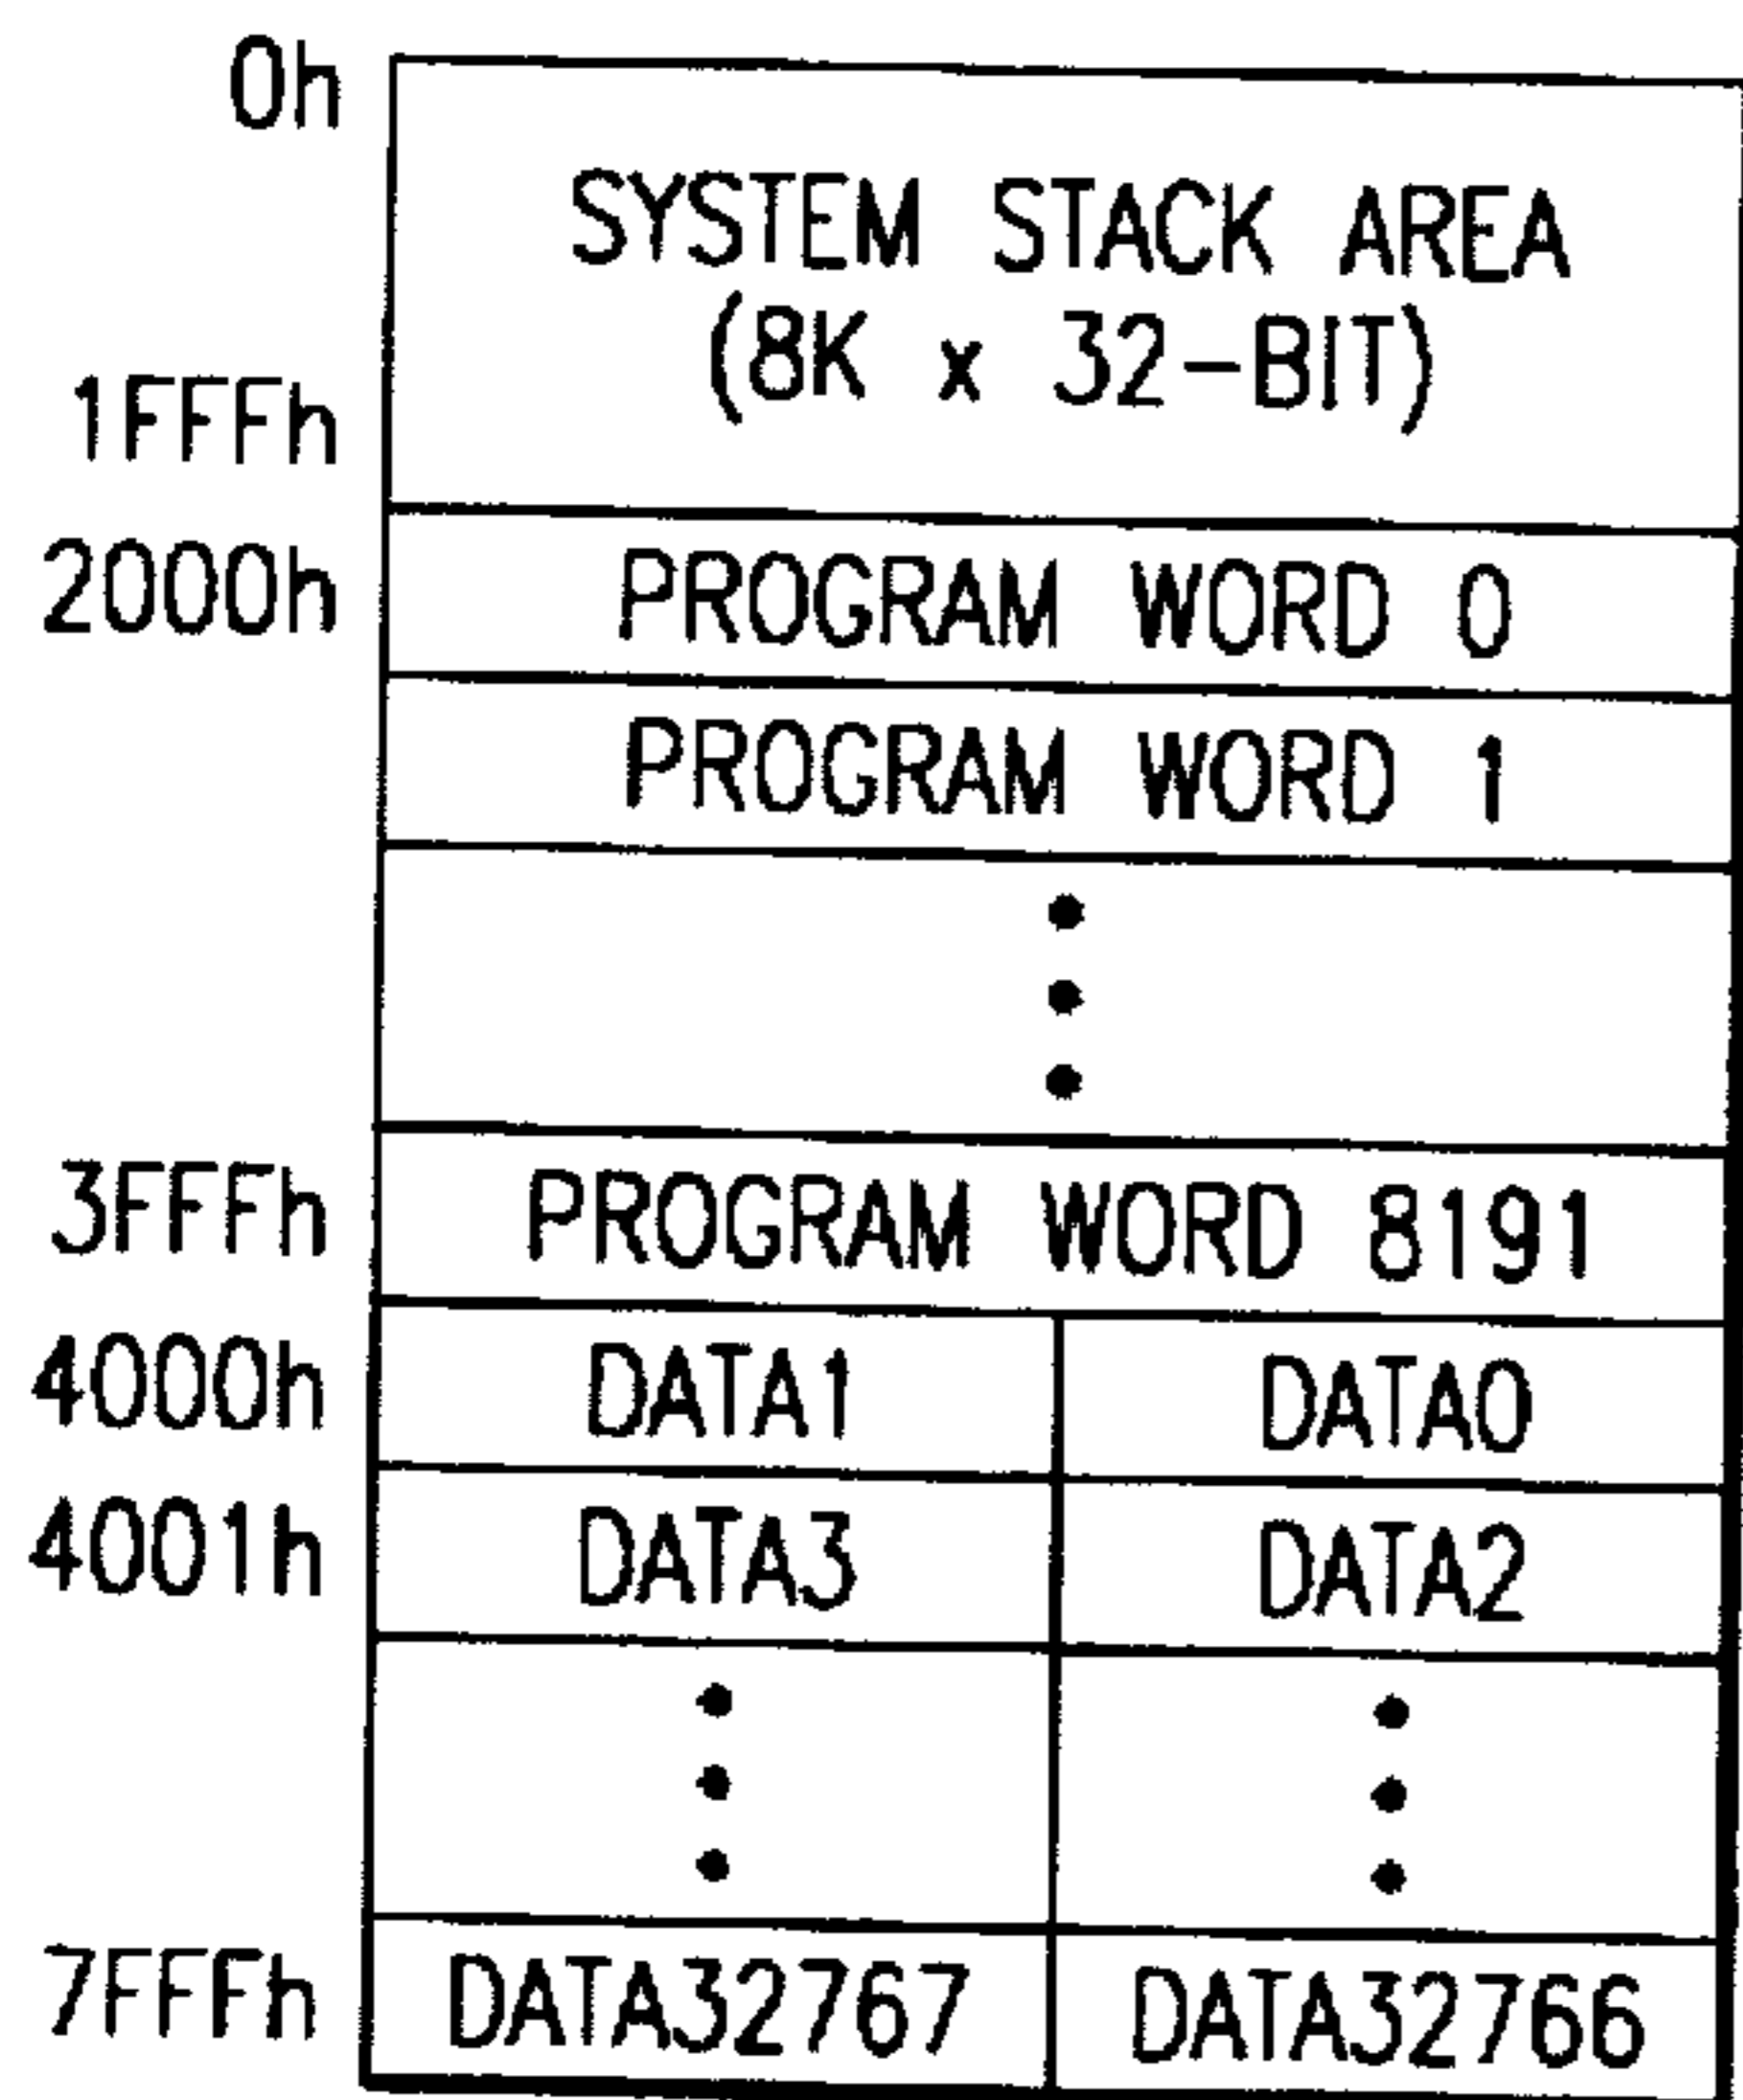 0h
SYSTEM STACK AREA
(8K x 32-BIT)
1FFFh
2000h PROGRAM WORD 0
PROGRAM WORD 1
3FFFh PROGRAM WORD 8191
4000h DATA1 DATA0
4001h DATA3 DATA2
7FFFh DATA32767 DATA32766